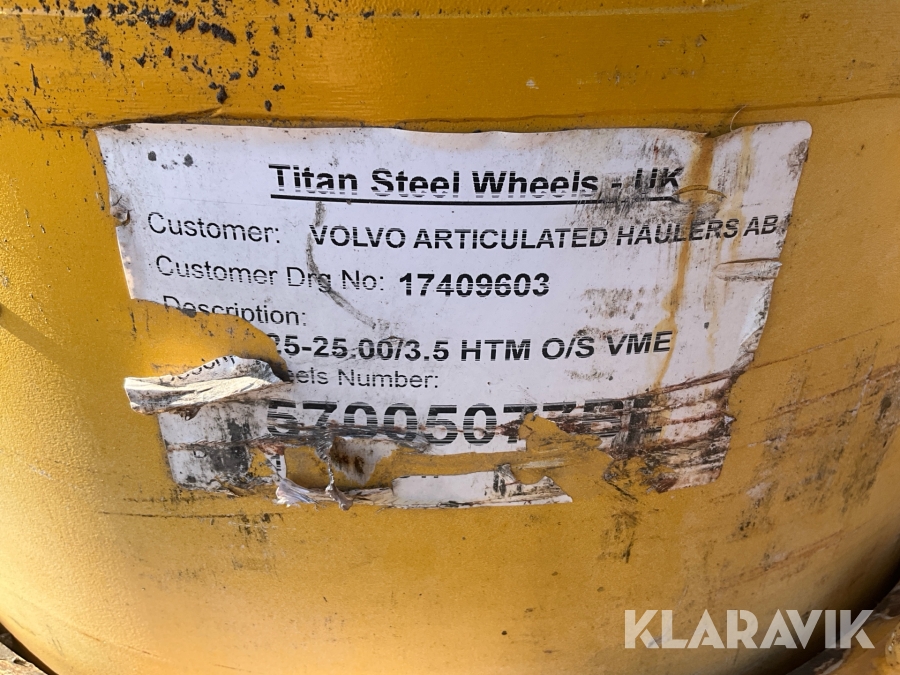 Titan Steel Wheels - UK
Customer: VOLVO ARTICULATED HAULERS AB
Customer Drg No: 17409603
Description:
25-25.00/3.5 HTM O/S VME
Number:
KLARAVIK